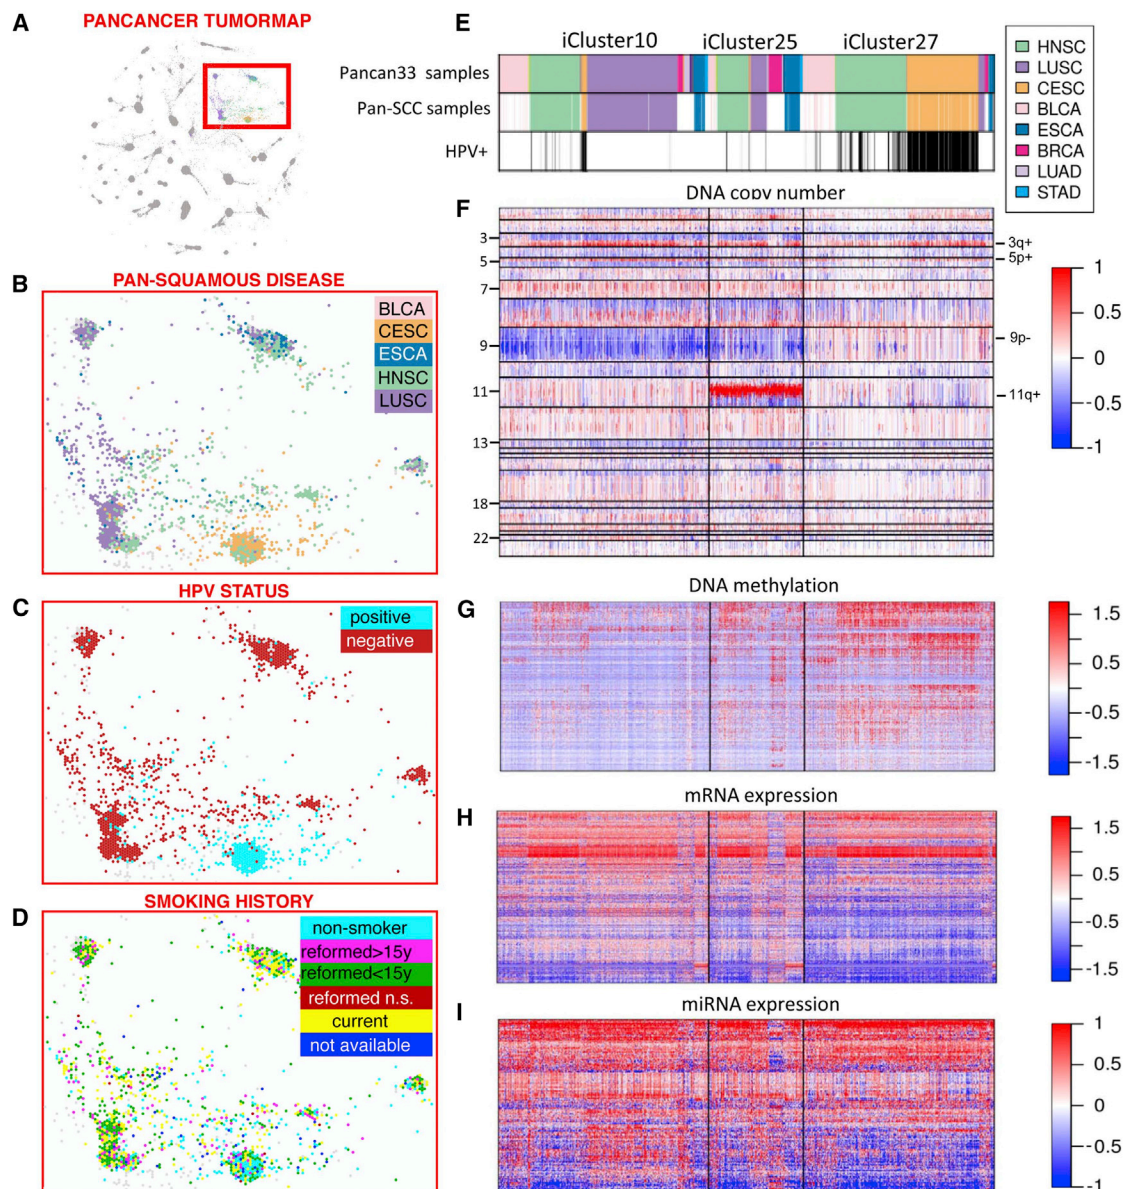 A
PANCANCER TUMORMAP
B
PAN-SQUAMOUS DISEASE
BLCA
CESC
ESCA
HNSC
LUSC
C
HPV STATUS
positive
negative
D
SMOKING HISTORY
non-smoker
reformed>15y
reformed<15y
reformed n.s.
current
not available
E
iCluster10 iCluster25 iCluster27
Pancan33 samples
Pan-SCC samples
HPV+
HNSC
LUSC
CESC
BLCA
ESCA
BRCA
LUAD
STAD
F
DNA copy number
3
5
7
9
11
13
18
22
3q+
5p+
9p-
11q+
1
0.5
0
-0.5
-1
G
DNA methylation
1.5
0.5
-0.5
-1.5
H
mRNA expression
1.5
0.5
-0.5
-1.5
I
miRNA expression
1
0.5
0
-0.5
-1